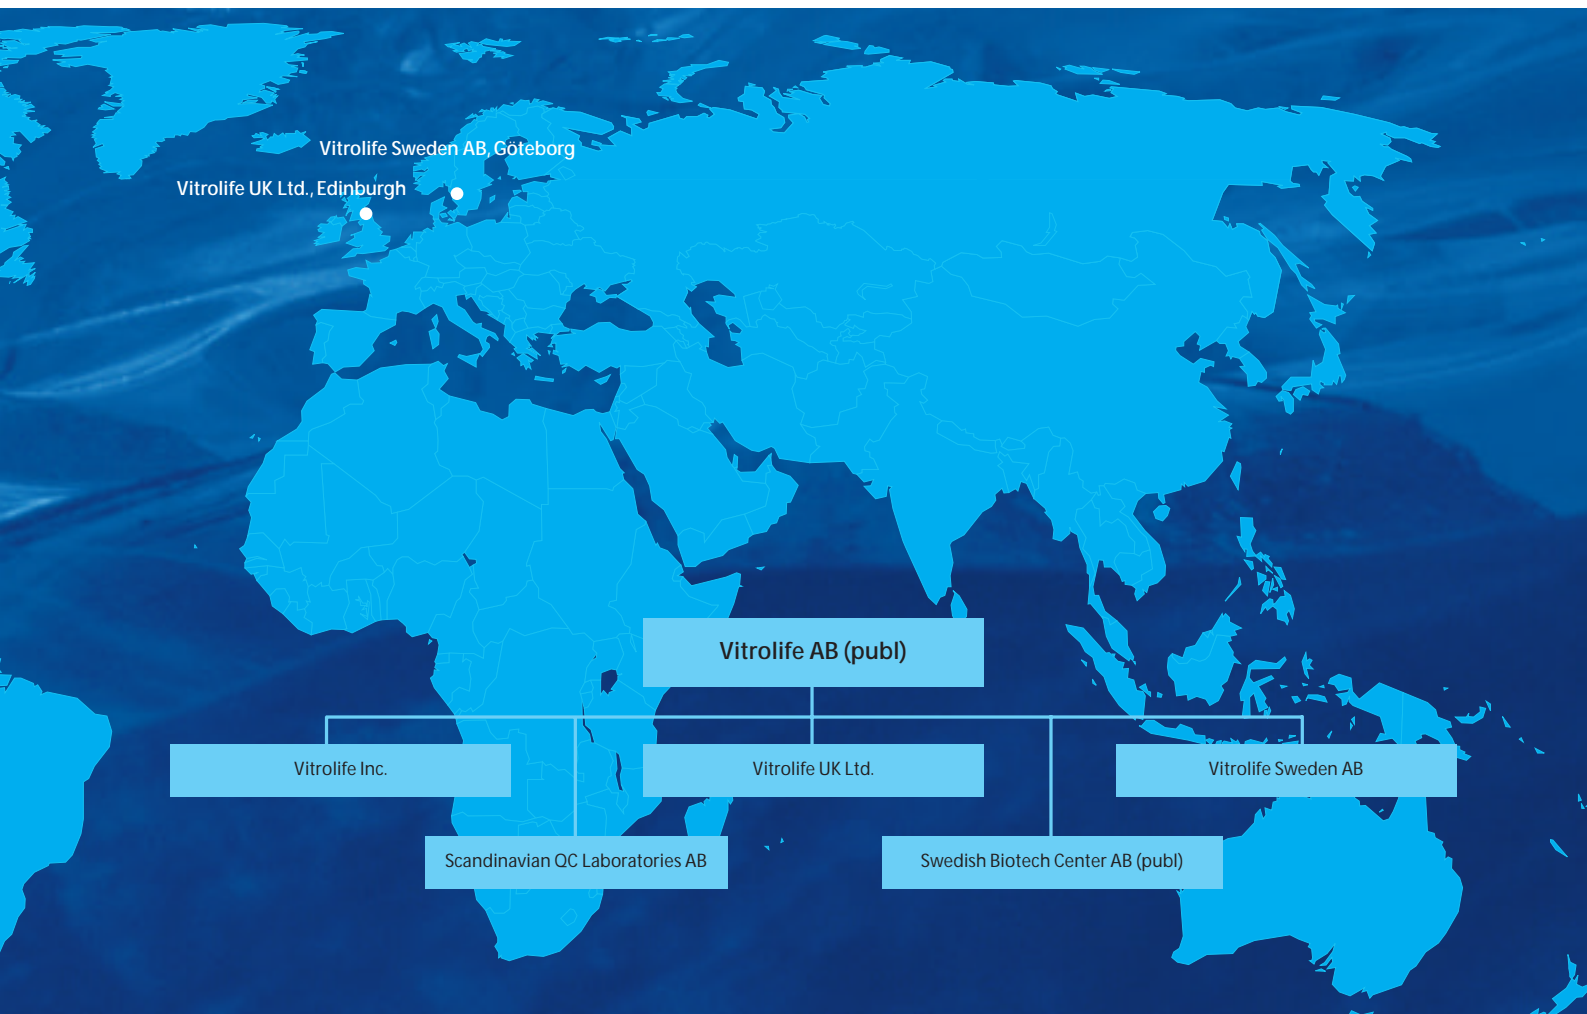 Vitrolife Sweden AB, Göteborg
Vitrolife UK Ltd., Edinburgh
Vitrolife AB (publ)
Vitrolife Inc.
Vitrolife UK Ltd.
Vitrolife Sweden AB
Scandinavian QC Laboratories AB
Swedish Biotech Center AB (publ)